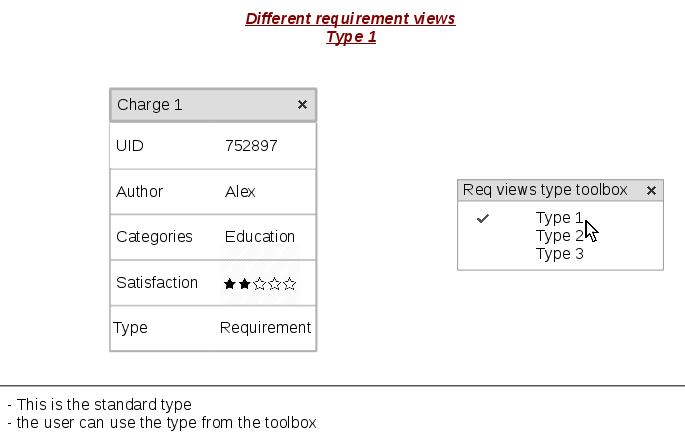 Different requirement views
Type 1
Charge 1
UID 752897
Author Alex
Categories Education
Satisfaction
Type Requirement
Req views type toolbox
Type 1
Type 2
Type 3
- This is the standard type
- the user can use the type from the toolbox